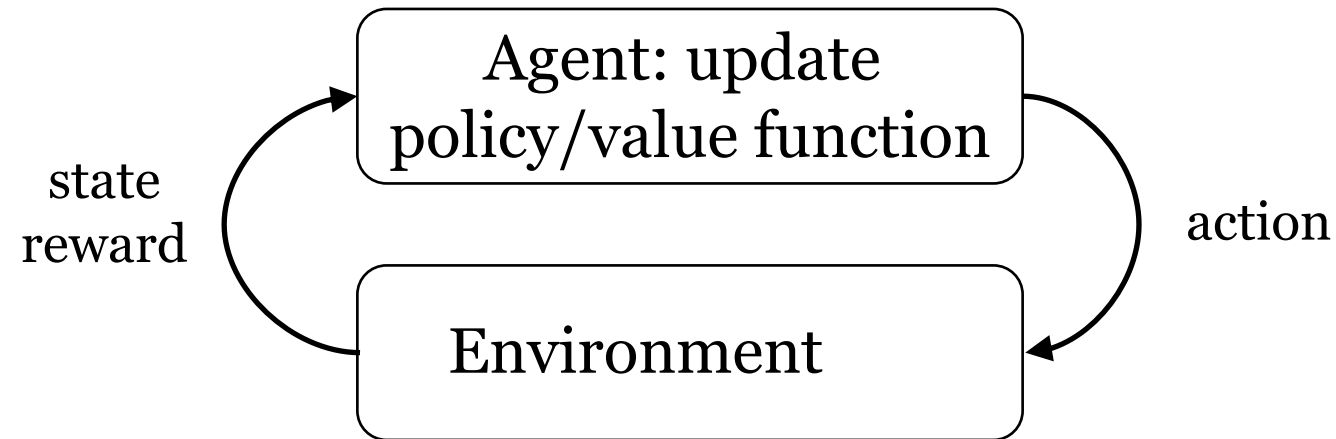 Agent: update
policy/value function
state
reward
action
Environment